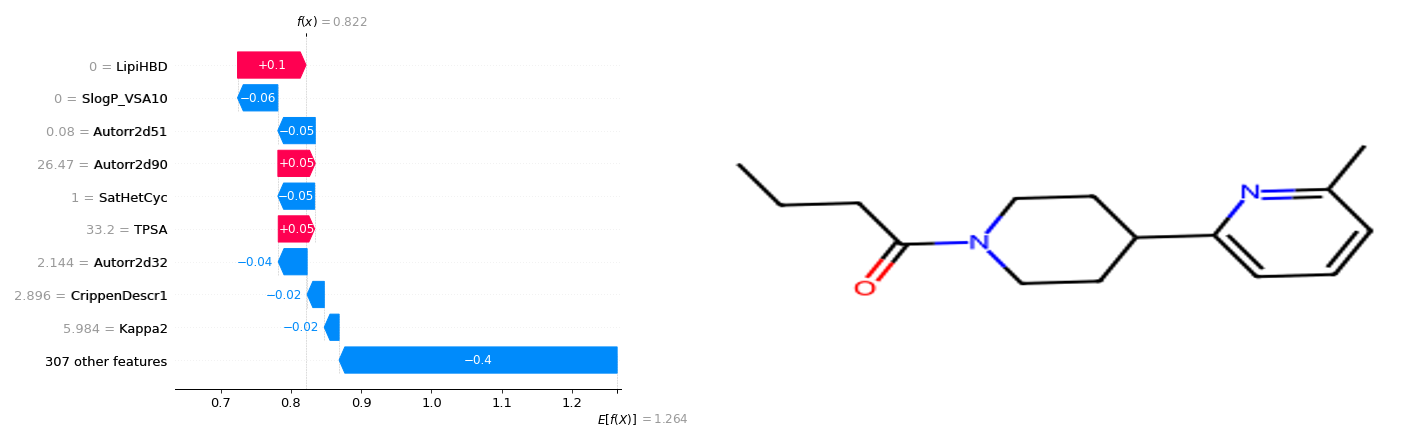 f(x) = 0.822
0 = LipiHBD
+0.1
0 = SlogP_VSA10
−0.06
0.08 = Autorr2d51
−0.05
26.47 = Autorr2d90
+0.05
1 = SatHetCyc
−0.05
33.2 = TPSA
+0.05
2.144 = Autorr2d32
−0.04
2.896 = CrippenDescr1
−0.02
5.984 = Kappa2
−0.02
307 other features
−0.4
0.7 0.8 0.9 1.0 1.1 1.2
E[f(X)] = 1.264
N
N
O